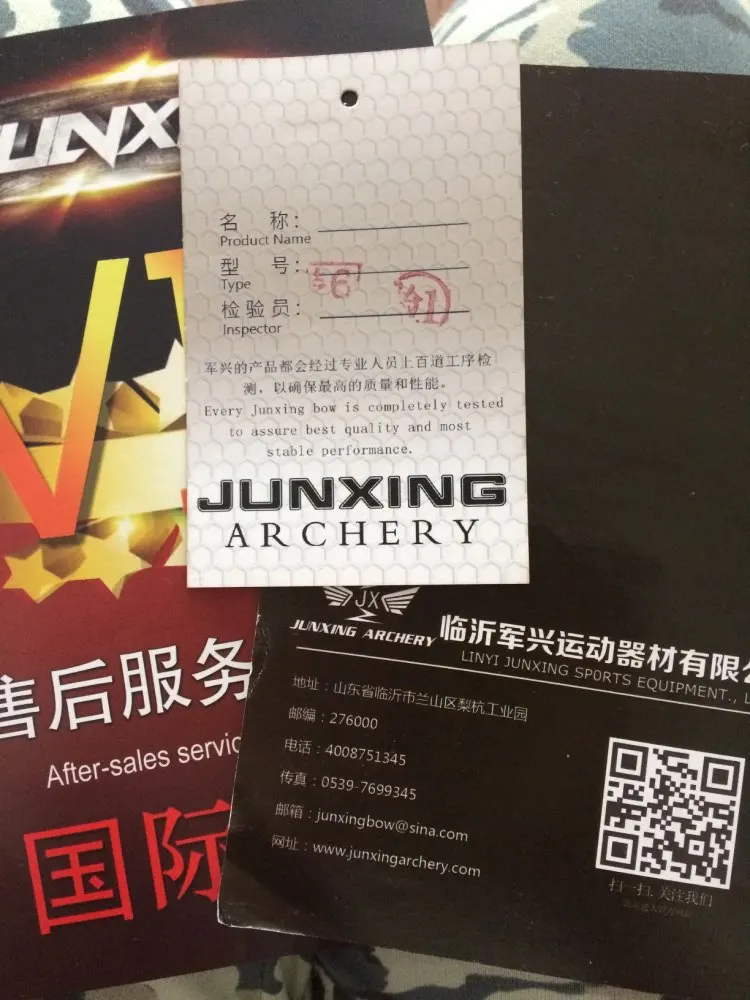 名 称：
Product Name
型 号：
Type
检 验 员：
Inspector
军兴的产品都会经过专业人员上百道工序检
测，以确保最高的质量和性能。
Every Junxing bow is completely tested
to assure best quality and most
stable performance.
JUNXING
ARCHERY
售后服务
After-sales servic
国际
JX
JUNXING ARCHERY
临沂军兴运动器材有限公
LINYI JUNXING SPORTS EQUIPMENT., L
地址：山东省临沂市兰山区梨杭工业园
邮编：276000
电话：4008751345
传真：0539-7699345
邮箱：junxingbow@sina.com
网址：www.junxingarchery.com
扫一扫, 关注我们